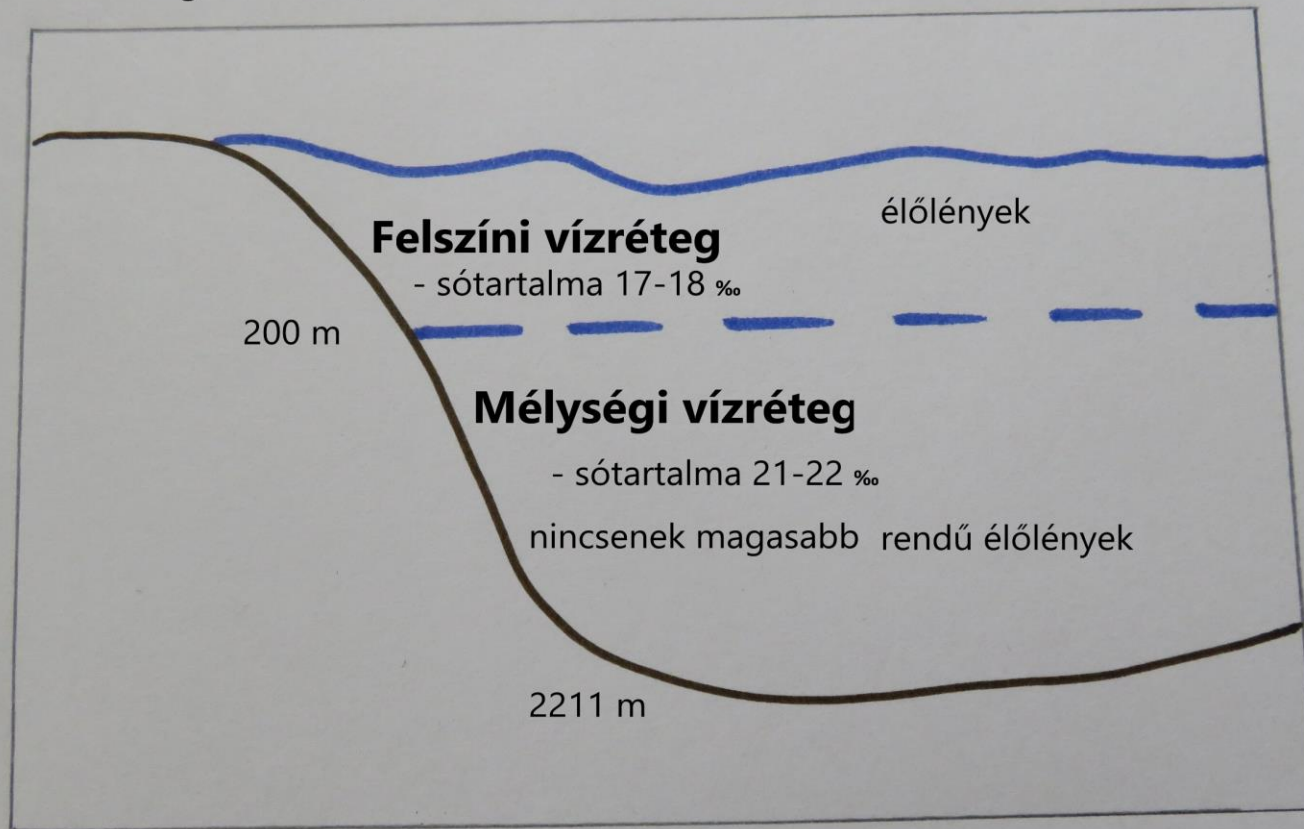 élőlények
Felszíni vízréteg
- sótartalma 17-18 ‰
200 m
Mélységi vízréteg
- sótartalma 21-22 ‰
nincsenek magasabb rendű élőlények
2211 m